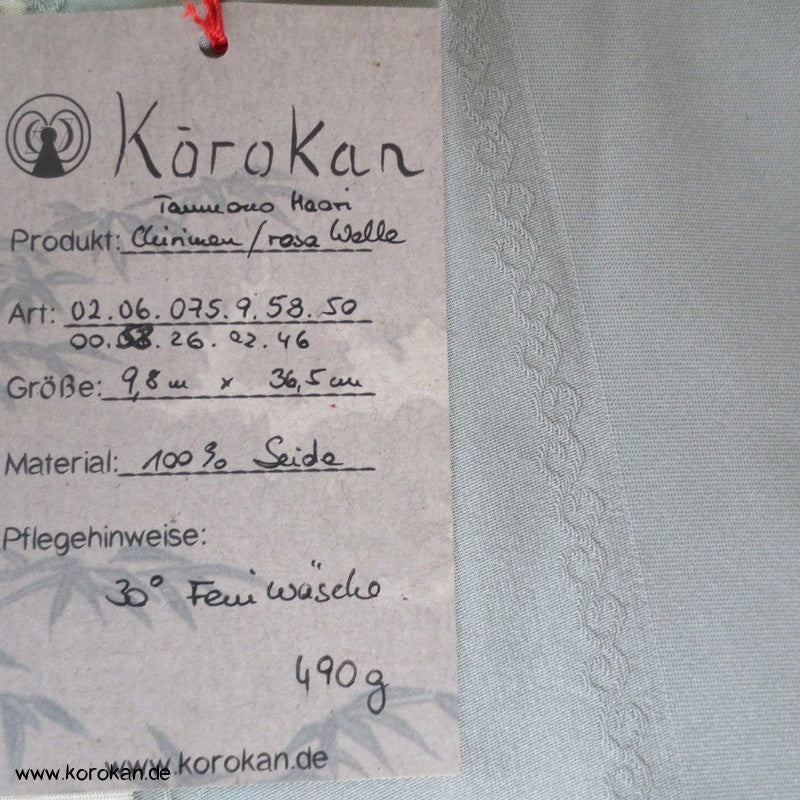 Kōrokan
Tanmono Haori
Produkt: Chirimen / rosa Welle
Art: 02.06.075.9.58.50
00. .26.02.46
Größe: 9,8 m x 36,5 cm
Material: 100 % Seide
Pflegehinweise:
30° Feinwäsche
490 g
www.korokan.de
www.korokan.de